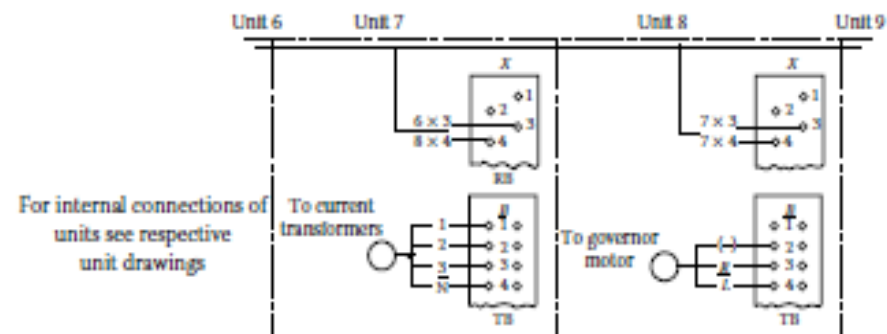 Unit 6
Unit 7
Unit 8
Unit 9
X
1
2
6 × 3
3
8 × 4
4
X
1
2
7 × 3
3
7 × 4
4
For internal connections of
units see respective
unit drawings
To current
transformers
1
2
3
N
1
2
3
4
TB
To governor
motor
(–)
L
1
2
3
4
TB